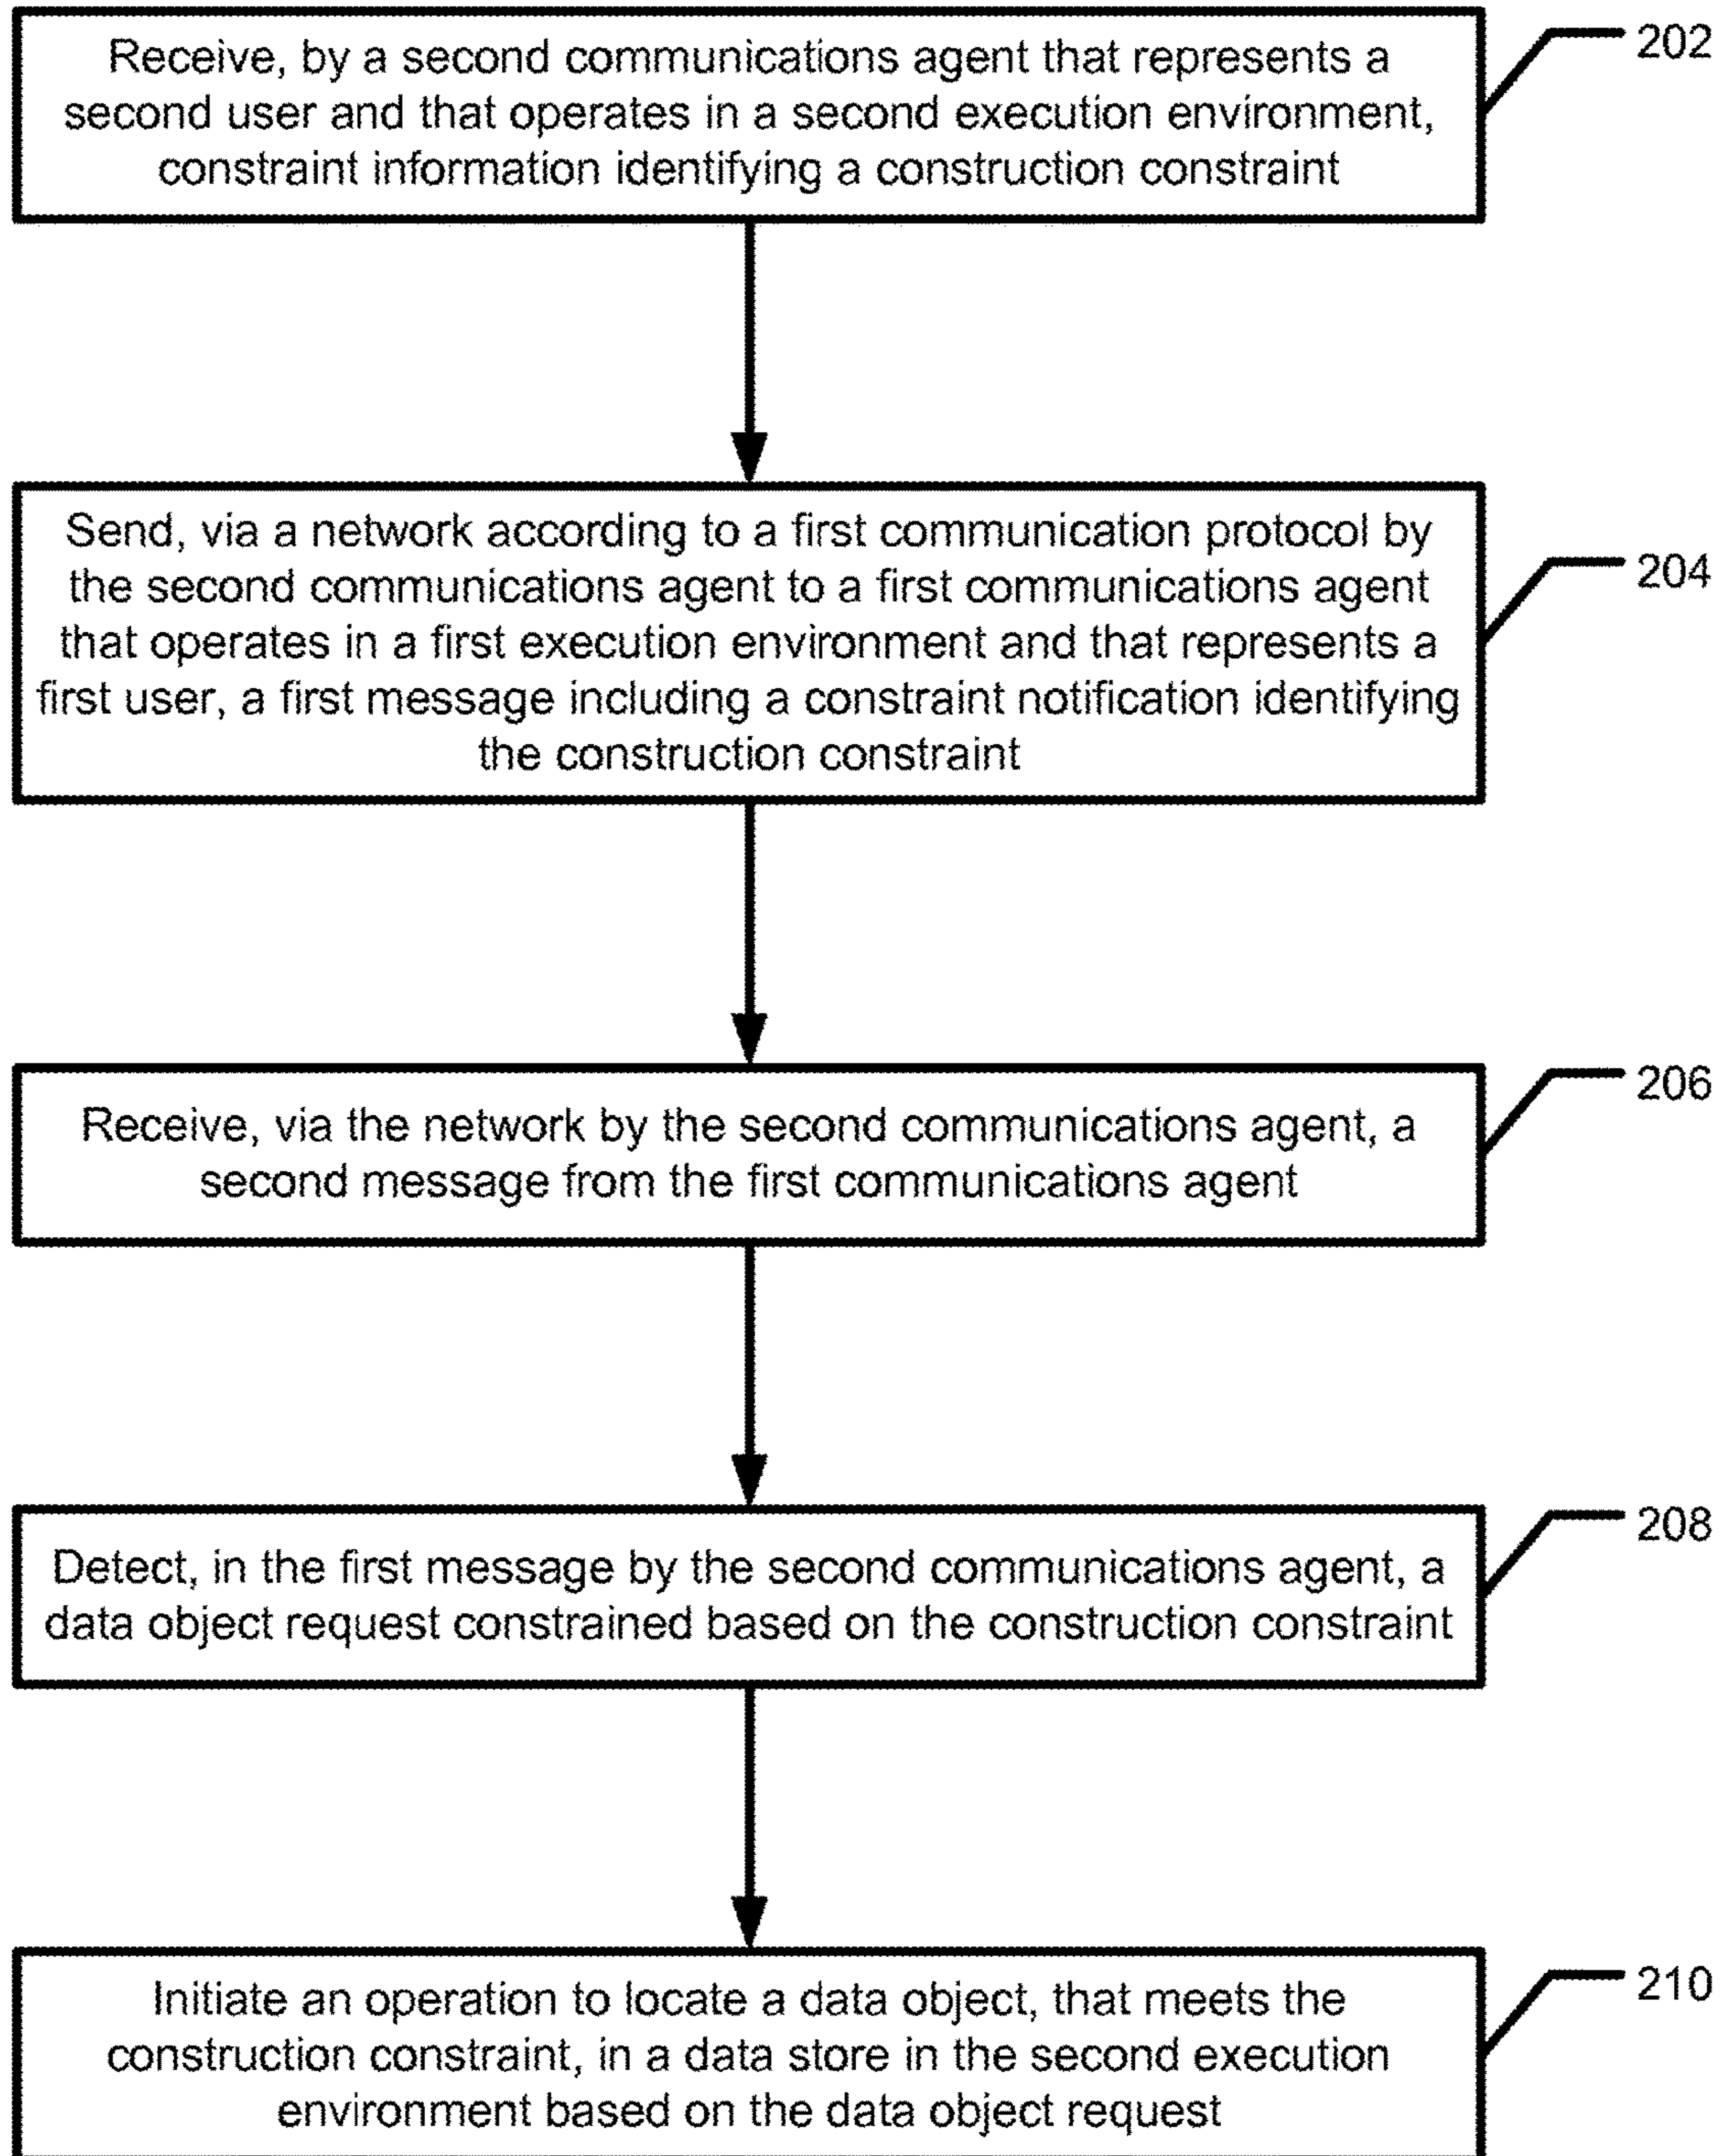 Receive, by a second communications agent that represents a
second user and that operates in a second execution environment,
constraint information identifying a construction constraint
202
Send, via a network according to a first communication protocol by
the second communications agent to a first communications agent
that operates in a first execution environment and that represents a
first user, a first message including a constraint notification identifying
the construction constraint
204
Receive, via the network by the second communications agent, a
second message from the first communications agent
206
Detect, in the first message by the second communications agent, a
data object request constrained based on the construction constraint
208
Initiate an operation to locate a data object, that meets the
construction constraint, in a data store in the second execution
environment based on the data object request
210